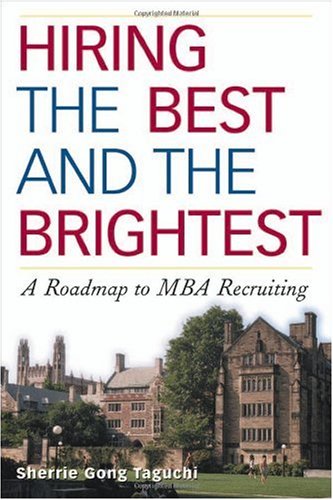 HIRING
THE BEST
AND THE
BRIGHTEST
A Roadmap to MBA Recruiting
Sherrie Gong Taguchi